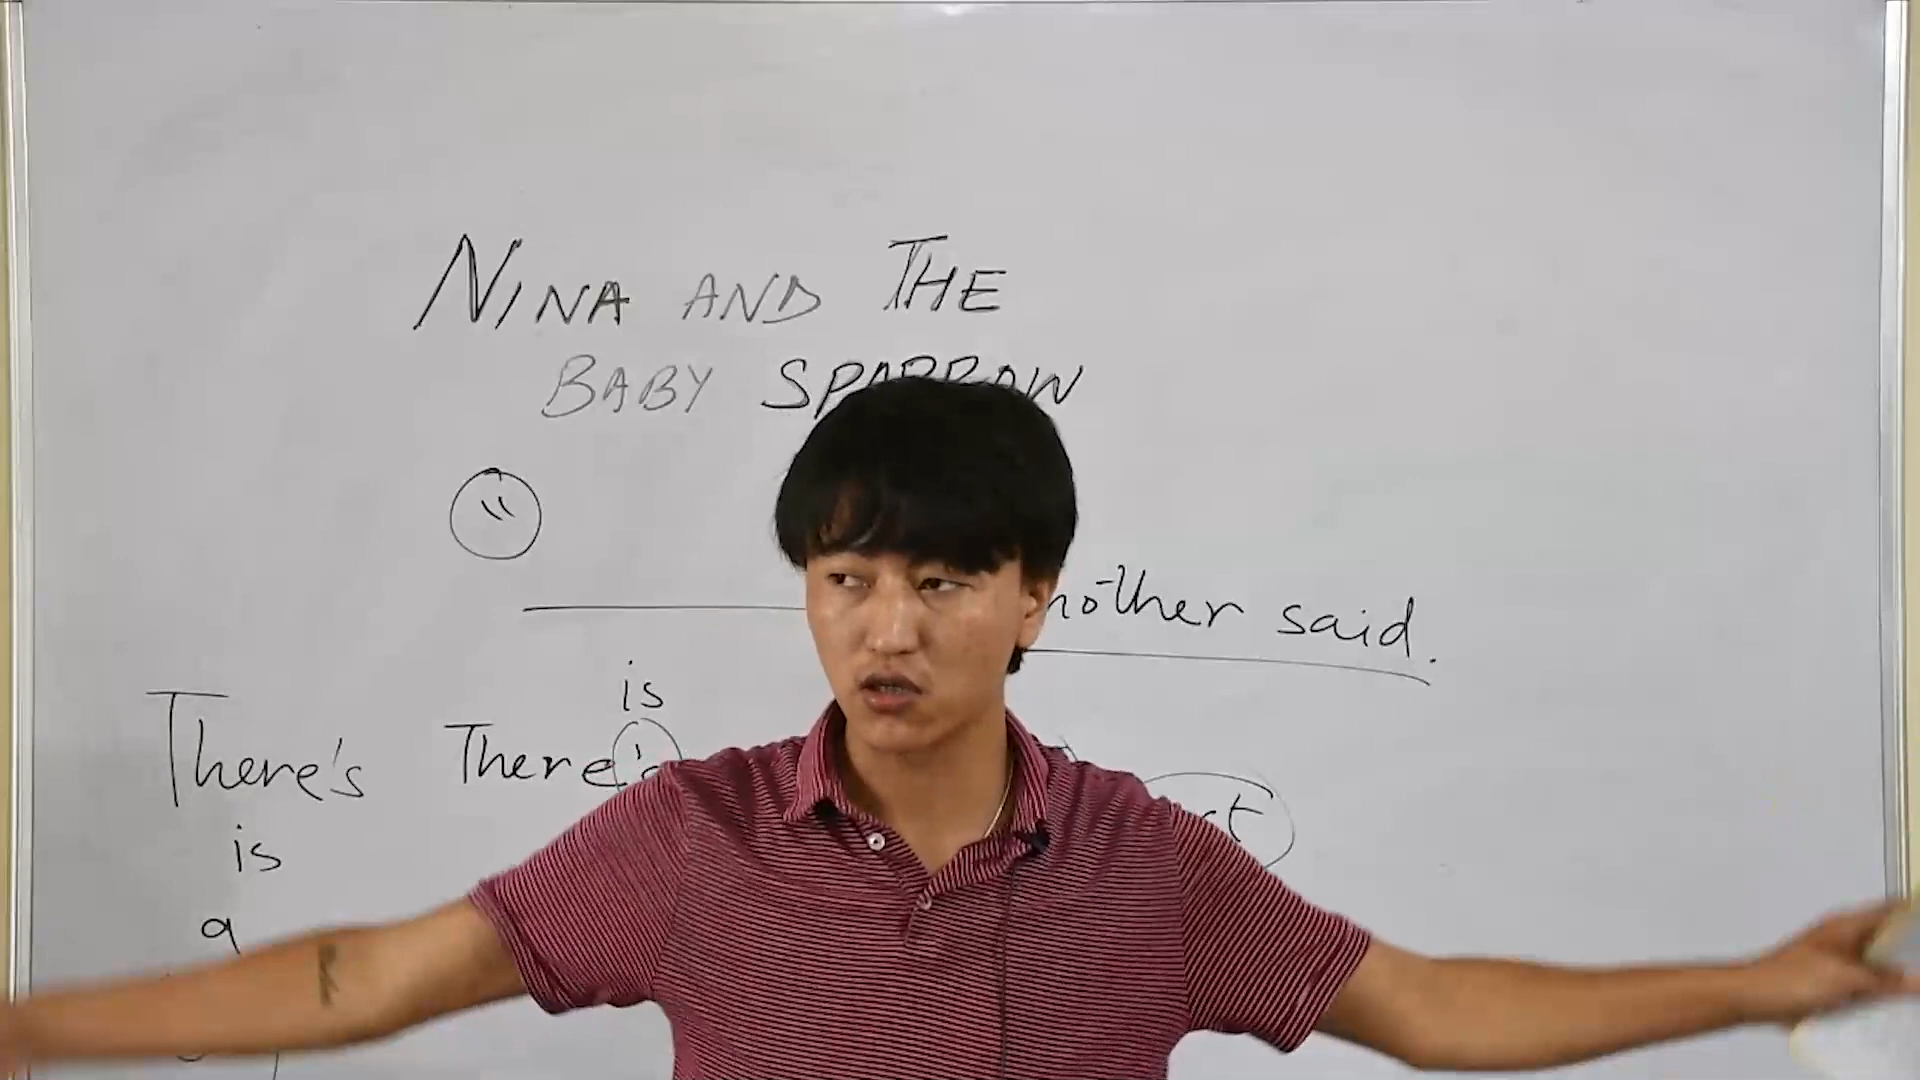 NINA AND THE
BABY SPARROW
"
mother said.
is
There's There's
is
a